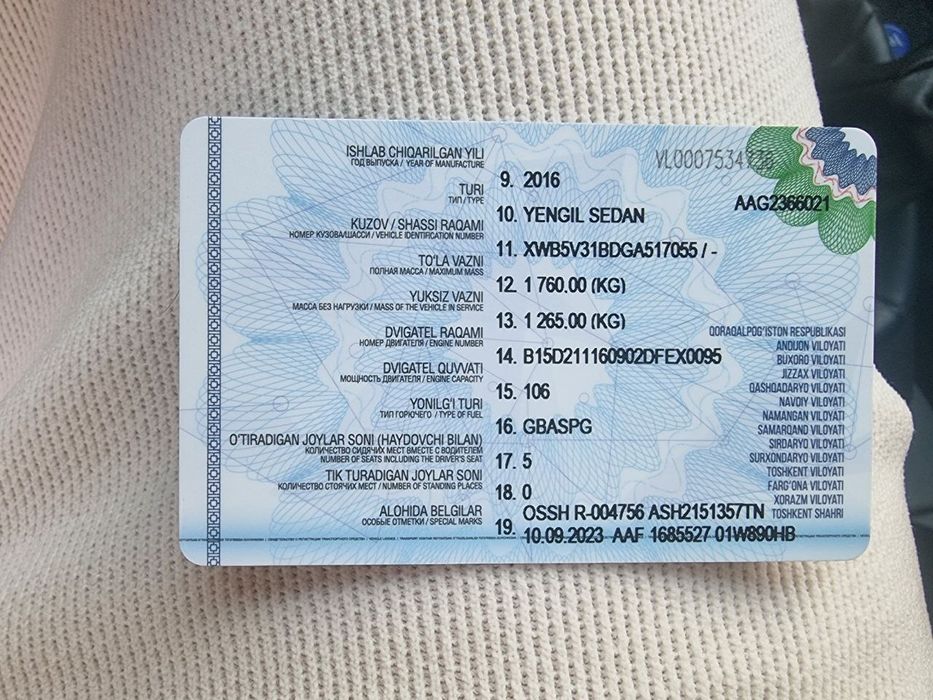 VL0007534738
AAG2366021
ISHLAB CHIQARILGAN YILI
ГОД ВЫПУСКА / YEAR OF MANUFACTURE
9. 2016
TURI
ТИП / TYPE
10. YENGIL SEDAN
KUZOV / SHASSI RAQAMI
НОМЕР КУЗОВА/ШАССИ / VEHICLE IDENTIFICATION NUMBER
11. XWB5V31BDGA517055 / -
TO'LA VAZNI
ПОЛНАЯ МАССА / MAXIMUM MASS
12. 1 760.00 (KG)
YUKSIZ VAZNI
МАССА БЕЗ НАГРУЗКИ / MASS OF THE VEHICLE IN SERVICE
13. 1 265.00 (KG)
DVIGATEL RAQAMI
НОМЕР ДВИГАТЕЛЯ / ENGINE NUMBER
14. B15D211160902DFEX0095
DVIGATEL QUVVATI
МОЩНОСТЬ ДВИГАТЕЛЯ / ENGINE CAPACITY
15. 106
YONILG'I TURI
ТИП ГОРЮЧЕГО / TYPE OF FUEL
16. GBASPG
O'TIRADIGAN JOYLAR SONI (HAYDOVCHI BILAN)
КОЛИЧЕСТВО СИДЯЧИХ МЕСТ ВМЕСТЕ С ВОДИТЕЛЕМ
NUMBER OF SEATS INCLUDING THE DRIVER'S SEAT
17. 5
TIK TURADIGAN JOYLAR SONI
КОЛИЧЕСТВО СТОЯЧИХ МЕСТ / NUMBER OF STANDING PLACES
18. 0
ALOHIDA BELGILAR
ОСОБЫЕ ОТМЕТКИ / SPECIAL MARKS
19. OSSH R-004756 ASH2151357TN
10.09.2023 AAF 1685527 01W890HB
QORAQALPOG'ISTON RESPUBLIKASI
ANDIJON VILOYATI
BUXORO VILOYATI
JIZZAX VILOYATI
QASHQADARYO VILOYATI
NAVOIY VILOYATI
NAMANGAN VILOYATI
SAMARQAND VILOYATI
SIRDARYO VILOYATI
SURXONDARYO VILOYATI
TOSHKENT VILOYATI
FARG'ONA VILOYATI
XORAZM VILOYATI
TOSHKENT SHAHRI